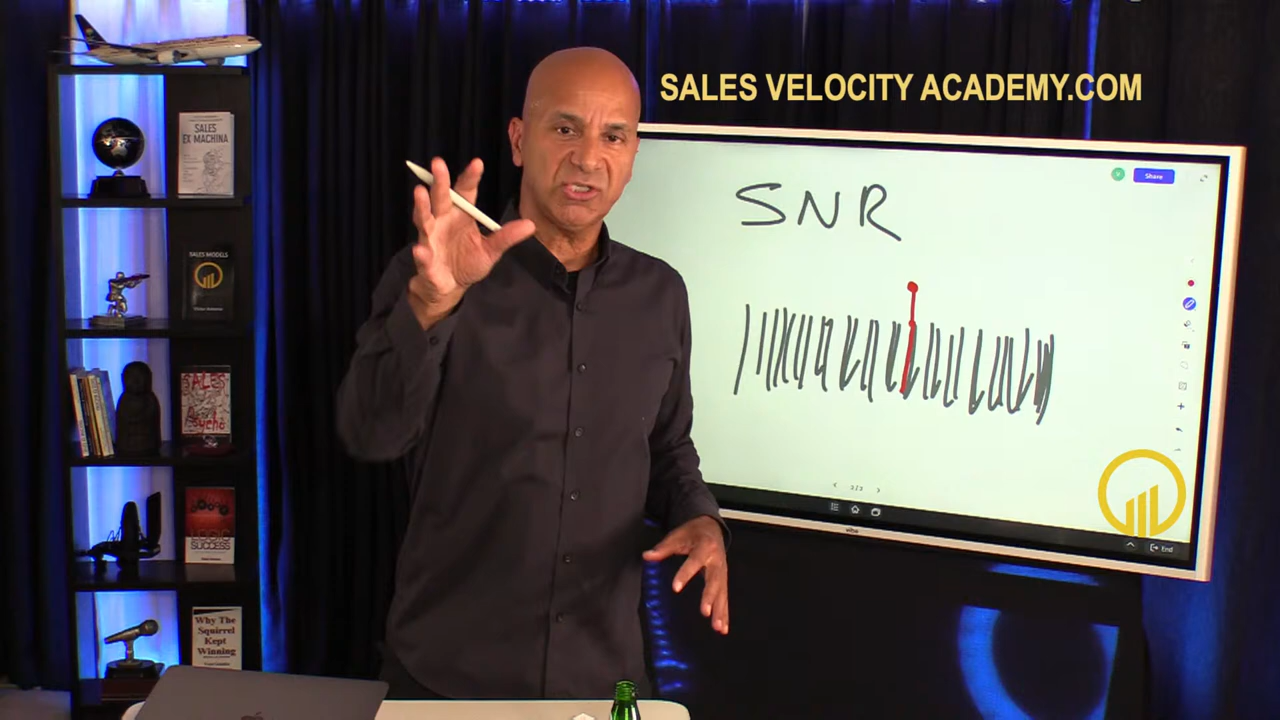 SALES VELOCITY ACADEMY.COM
SNR
Share
End
SALES
EX MACHINA
SALES MODELS
SALES
Psycho
SUCCESS
Why The
Squirrel
Kept
Winning